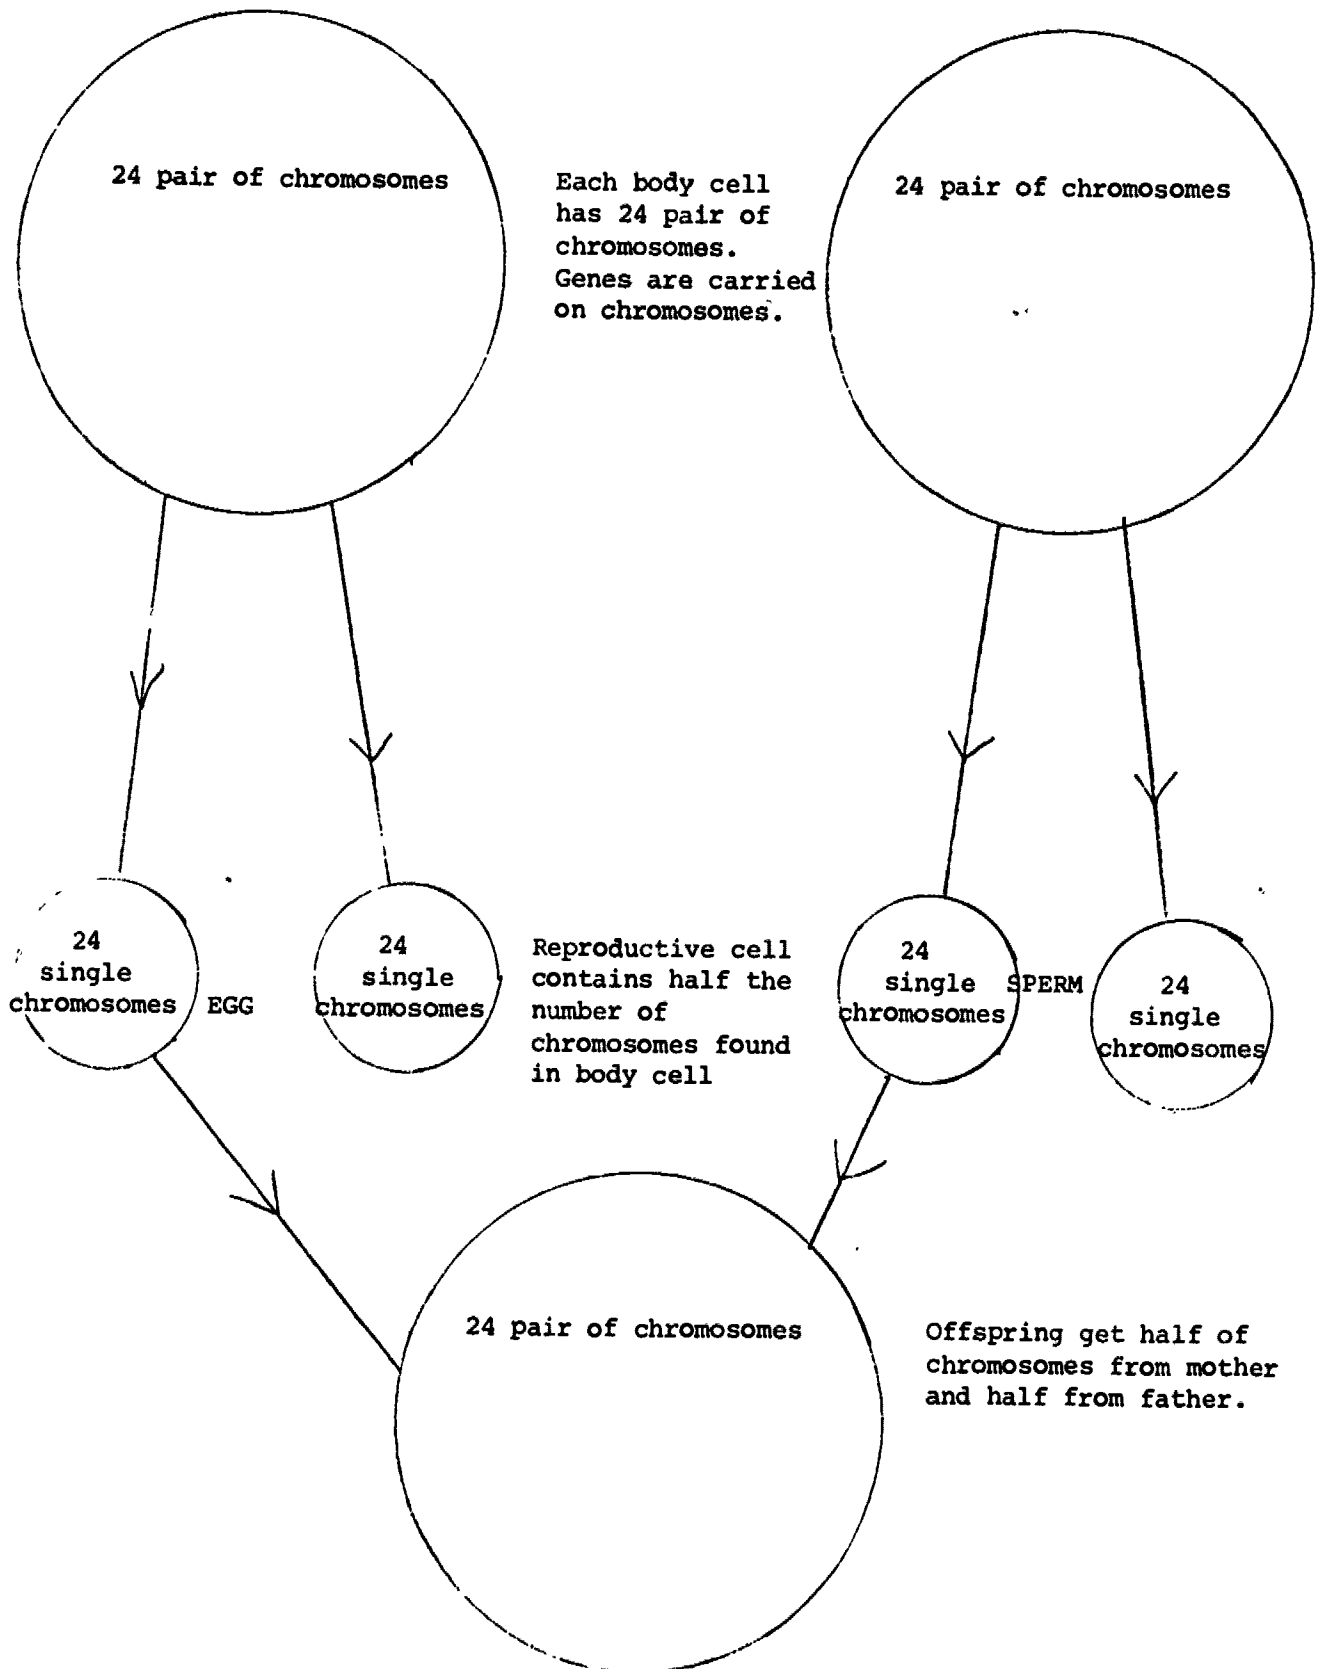 24 pair of chromosomes
Each body cell
has 24 pair of
chromosomes.
Genes are carried
on chromosomes.
24 pair of chromosomes
24
single
chromosomes
EGG
24
single
chromosomes
Reproductive cell
contains half the
number of
chromosomes found
in body cell
24
single
chromosomes
SPERM
24
single
chromosomes
24 pair of chromosomes
Offspring get half of
chromosomes from mother
and half from father.